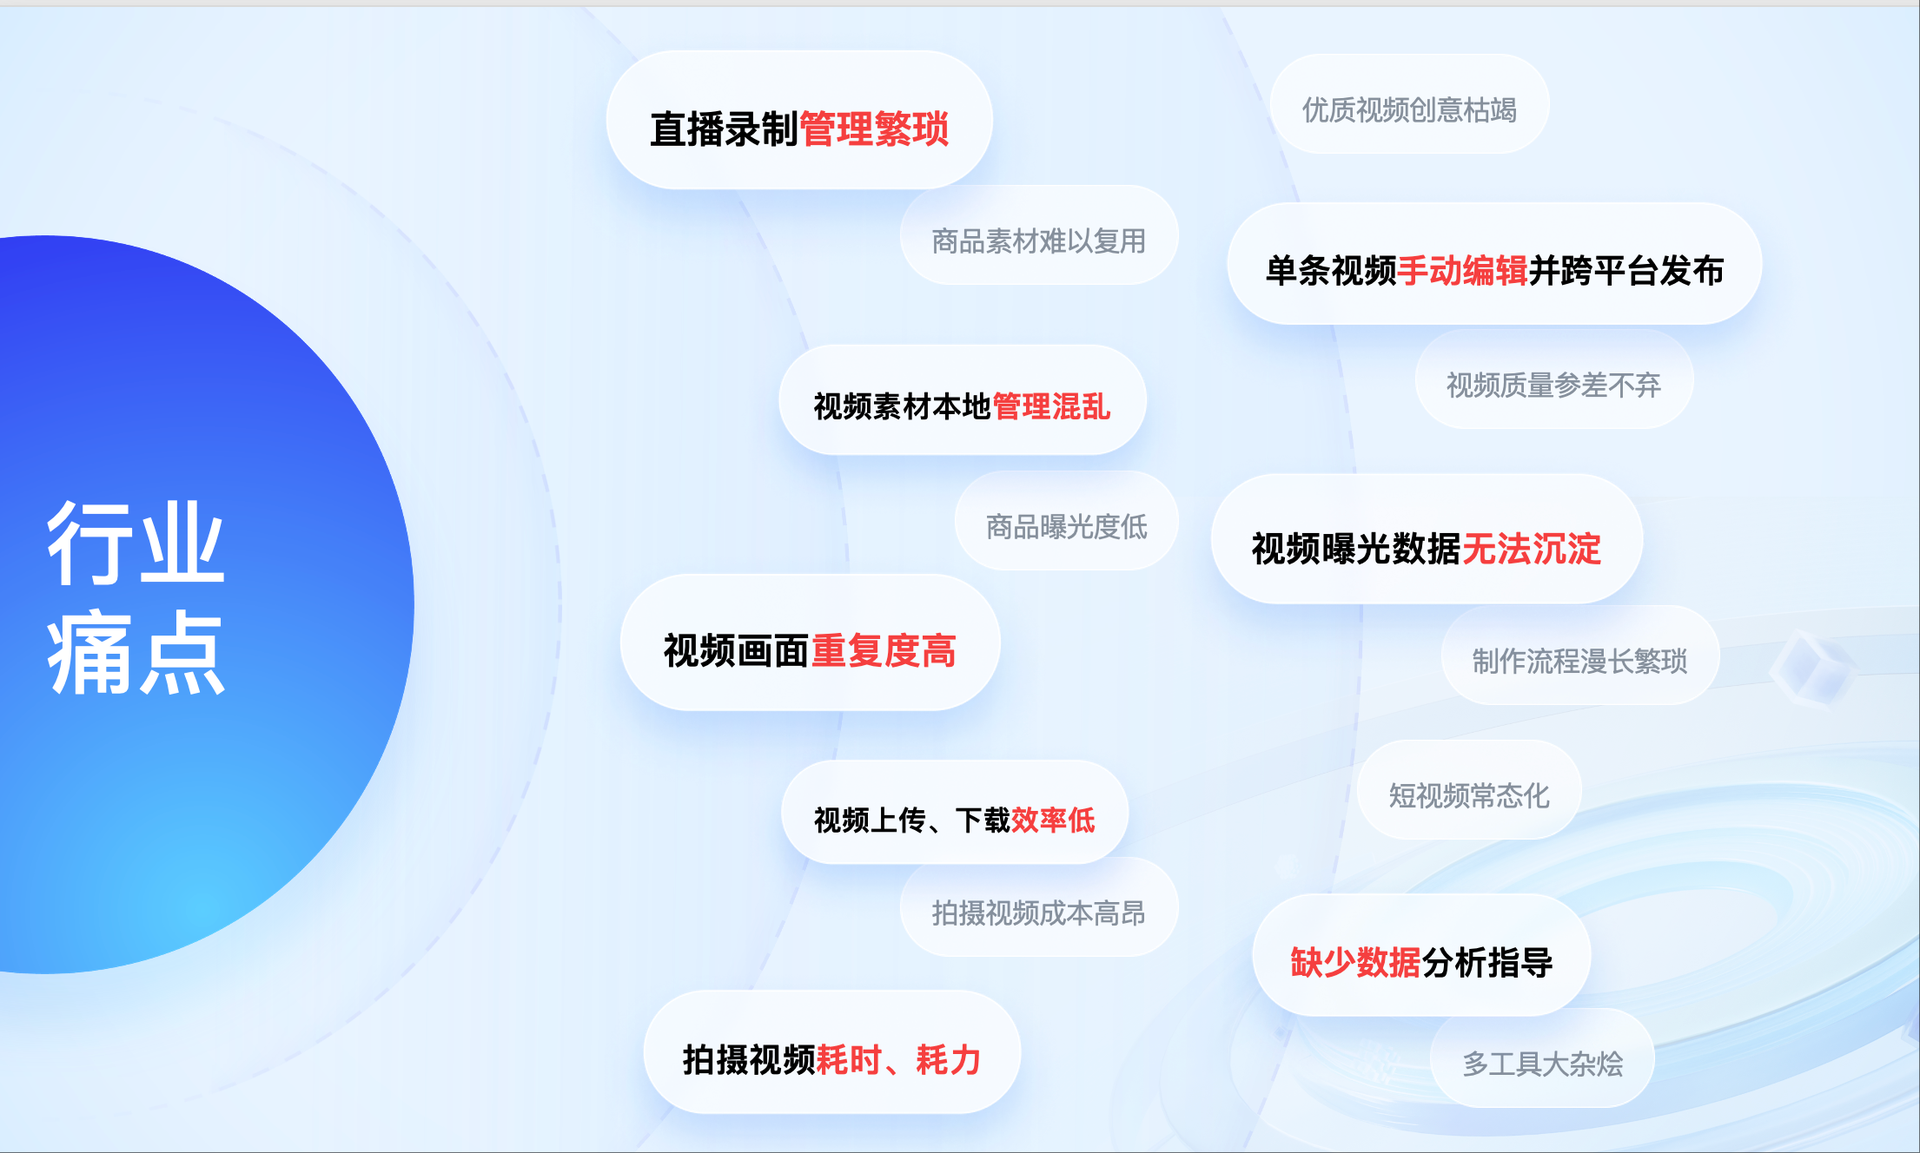 行业
痛点
直播录制管理繁琐
商品素材难以复用
视频素材本地管理混乱
商品曝光度低
视频画面重复度高
视频上传、下载效率低
拍摄视频成本高昂
拍摄视频耗时、耗力
优质视频创意枯竭
单条视频手动编辑并跨平台发布
视频质量参差不弃
视频曝光数据无法沉淀
制作流程漫长繁琐
短视频常态化
缺少数据分析指导
多工具大杂烩